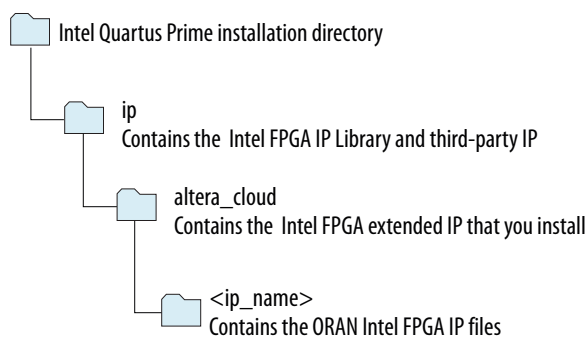 Intel Quartus Prime installation directory
ip
Contains the Intel FPGA IP Library and third-party IP
altera_cloud
Contains the Intel FPGA extended IP that you install
<ip_name>
Contains the ORAN Intel FPGA IP files